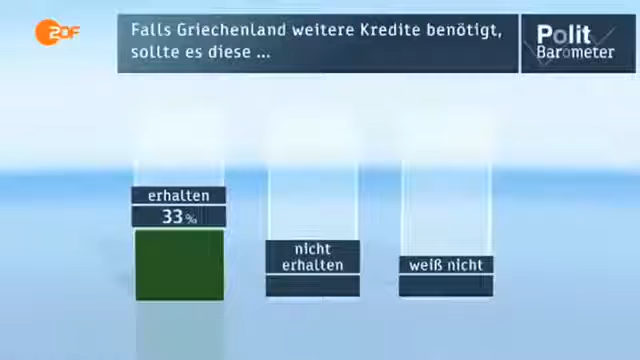 ZDF
Falls Griechenland weitere Kredite benötigt,
sollte es diese ...
Polit
Barometer
erhalten
33%
nicht
erhalten
weiß nicht